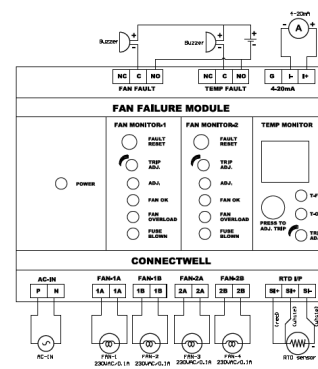 4-20mA
A
Buzzer
Buzzer
NC C NO
NC C NO
G I- I+
FAN FAULT
TEMP FAULT
4-20mA
FAN FAILURE MODULE
FAN MONITOR-1
FAN MONITOR-2
TEMP MONITOR
FAULT RESET
FAULT RESET
TRIP ADJ.
TRIP ADJ.
POWER
ADJ.
ADJ.
FAN OK
FAN OK
PRESS TO ADJ. TRIP
FAN OVERLOAD
FAN OVERLOAD
FUSE BLOWN
FUSE BLOWN
CONNECTWELL
AC-IN
FAN-1A
FAN-1B
FAN-2A
FAN-2B
RTD I/P
P N
1A 1A
1B 1B
2A 2A
2B 2B
SI+ SI+ SI-
(red)
(white)
(white)
AC-IN
FAN-1
230VAC/0.1A
FAN-2
230VAC/0.1A
FAN-3
230VAC/0.1A
FAN-4
230VAC/0.1A
RTD sensor